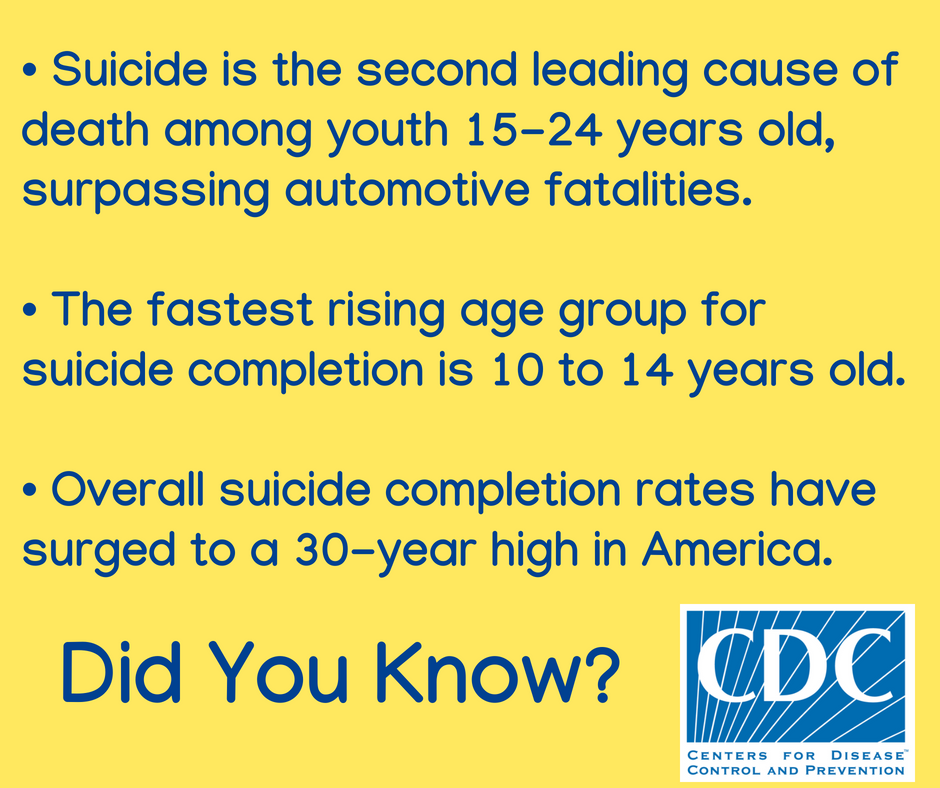 • Suicide is the second leading cause of
death among youth 15-24 years old,
surpassing automotive fatalities.
• The fastest rising age group for
suicide completion is 10 to 14 years old.
• Overall suicide completion rates have
surged to a 30-year high in America.
Did You Know?
CDC
CENTERS FOR DISEASE™
CONTROL AND PREVENTION